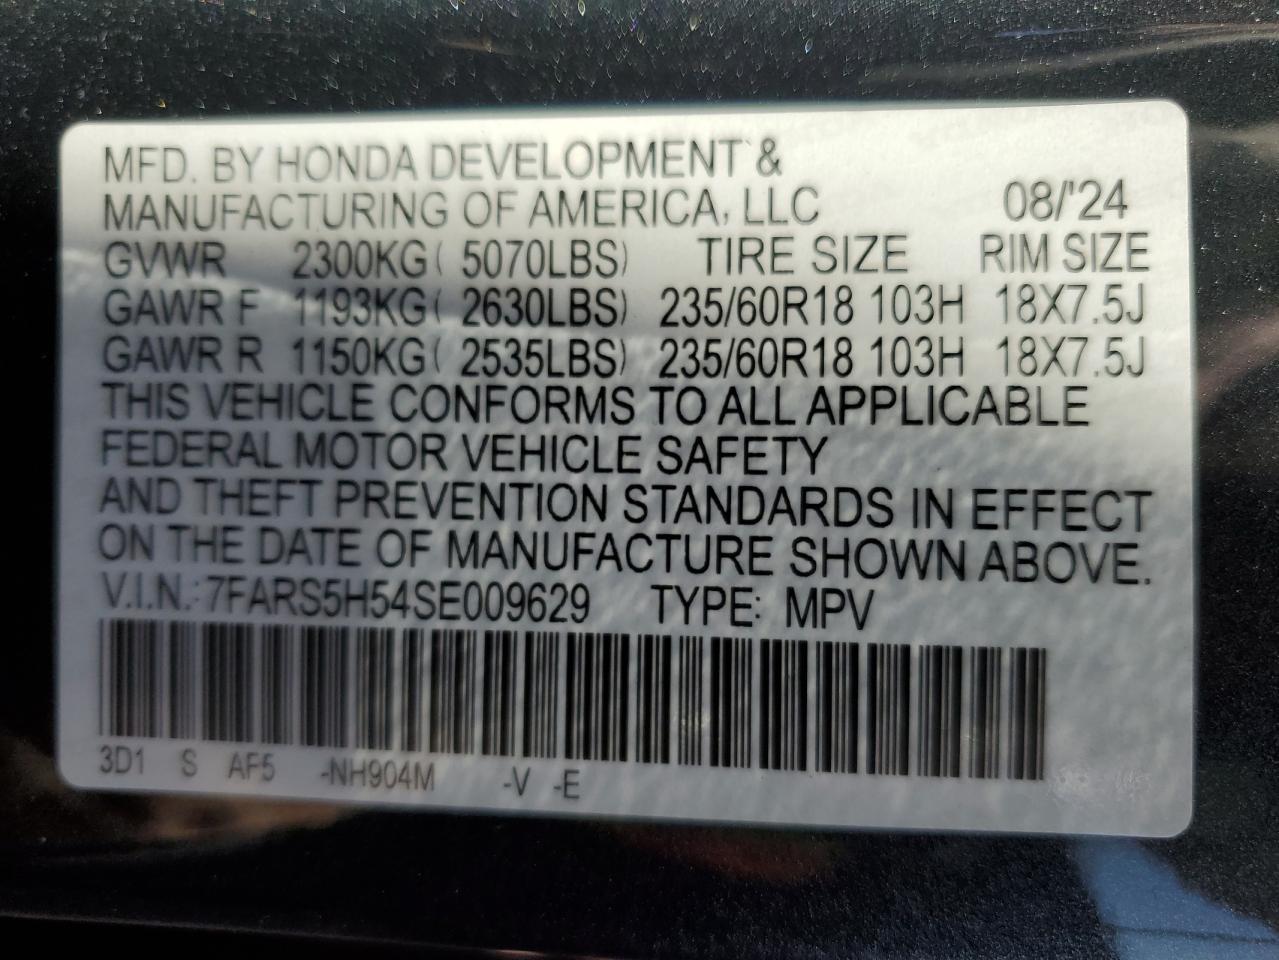 MFD. BY HONDA DEVELOPMENT &
MANUFACTURING OF AMERICA, LLC 08/'24
GVWR 2300KG( 5070LBS) TIRE SIZE RIM SIZE
GAWR F 1193KG( 2630LBS) 235/60R18 103H 18X7.5J
GAWR R 1150KG( 2535LBS) 235/60R18 103H 18X7.5J
THIS VEHICLE CONFORMS TO ALL APPLICABLE
FEDERAL MOTOR VEHICLE SAFETY
AND THEFT PREVENTION STANDARDS IN EFFECT
ON THE DATE OF MANUFACTURE SHOWN ABOVE.
V.I.N.: 7FARS5H54SE009629 TYPE: MPV
3D1 S AF5 -NH904M -V -E